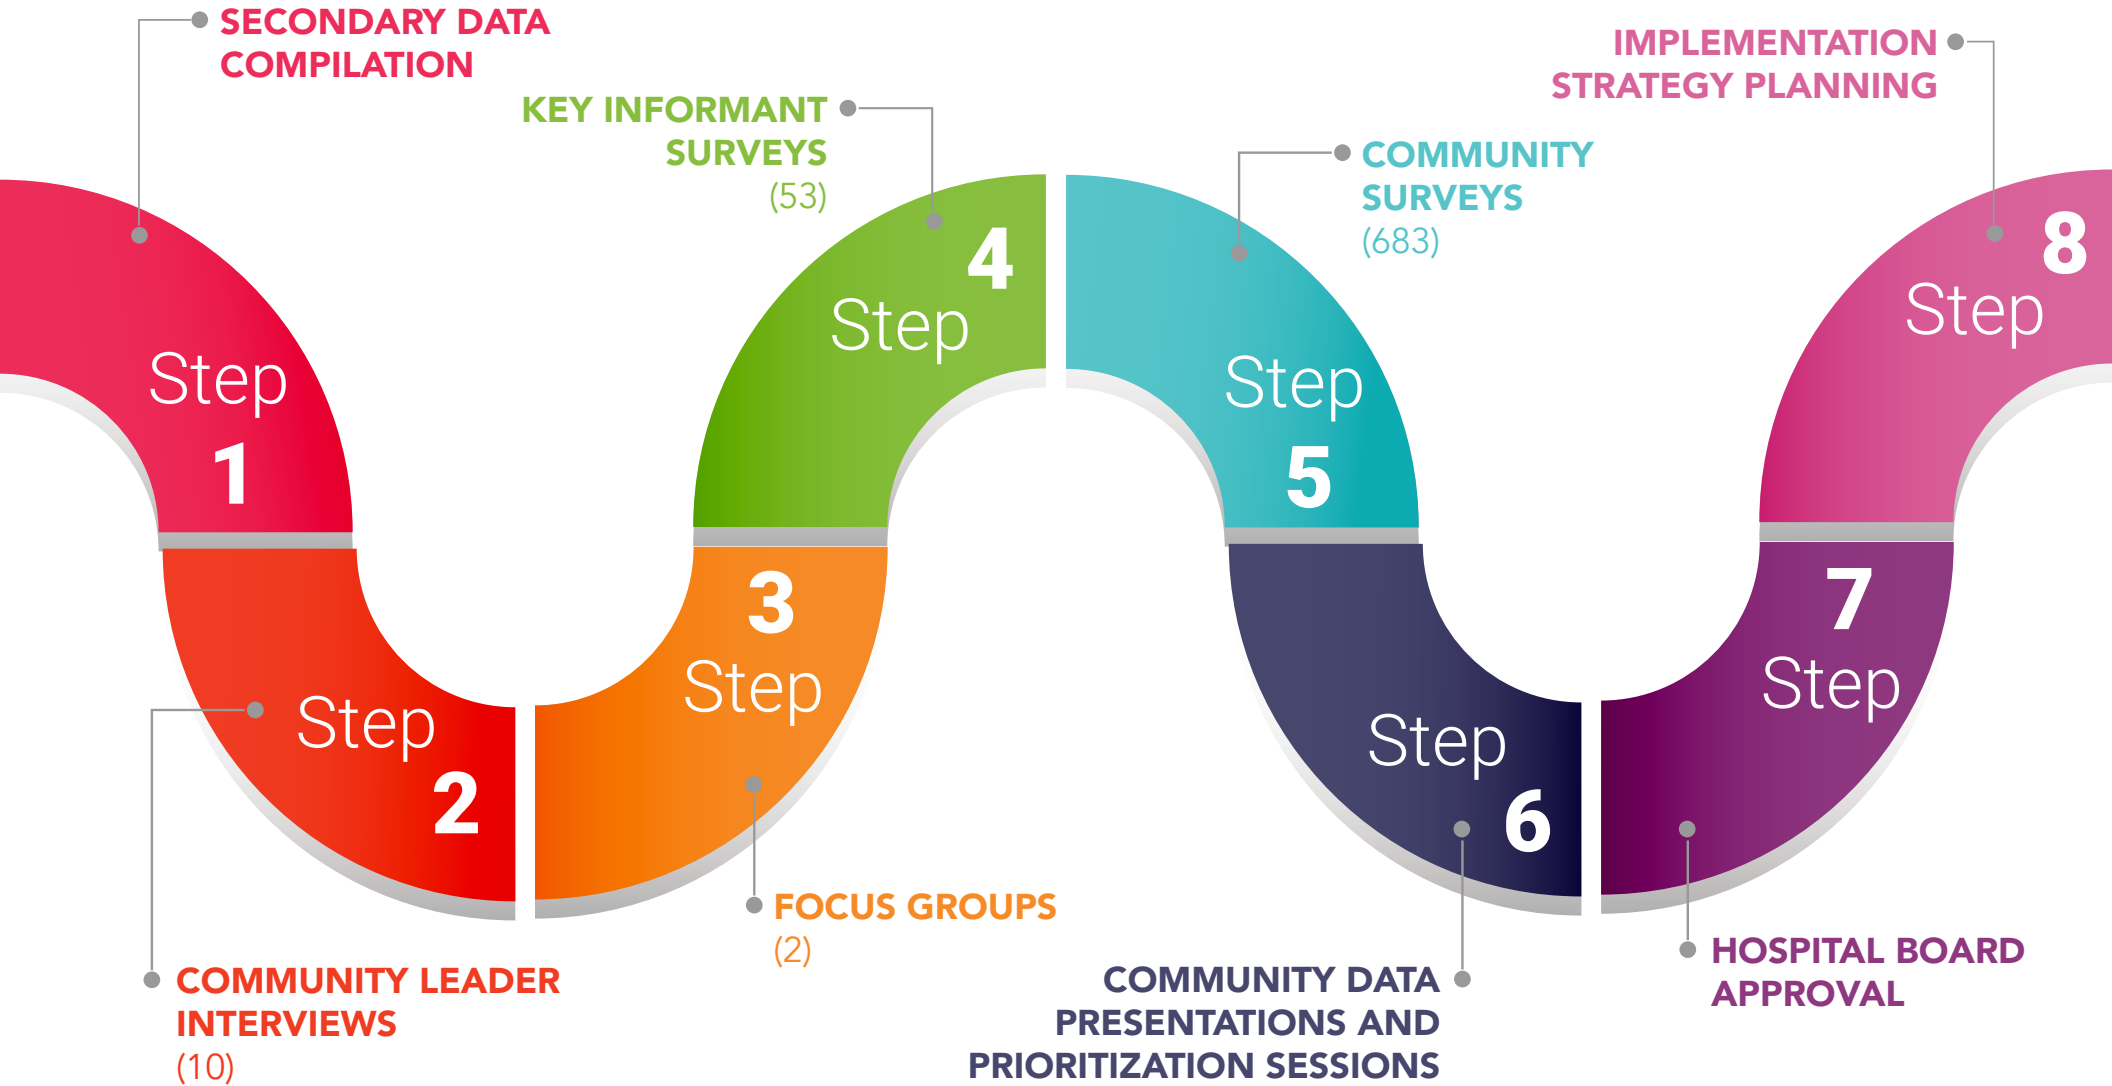 SECONDARY DATA
COMPILATION
Step
1
COMMUNITY LEADER
INTERVIEWS
(10)
Step
2
FOCUS GROUPS
(2)
3
Step
KEY INFORMANT
SURVEYS
(53)
4
Step
COMMUNITY
SURVEYS
(683)
Step
5
COMMUNITY DATA
PRESENTATIONS AND
PRIORITIZATION SESSIONS
Step
6
HOSPITAL BOARD
APPROVAL
7
Step
IMPLEMENTATION
STRATEGY PLANNING
8
Step